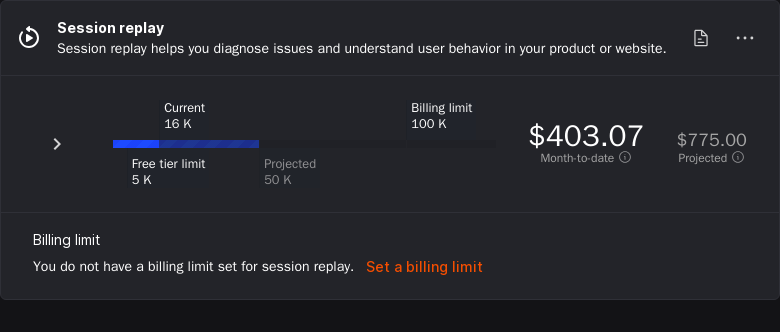 Session replay
Session replay helps you diagnose issues and understand user behavior in your product or website.
Current
16 K
Billing limit
100 K
Free tier limit
5 K
Projected
50 K
$403.07
Month-to-date
$775.00
Projected
Billing limit
You do not have a billing limit set for session replay. Set a billing limit